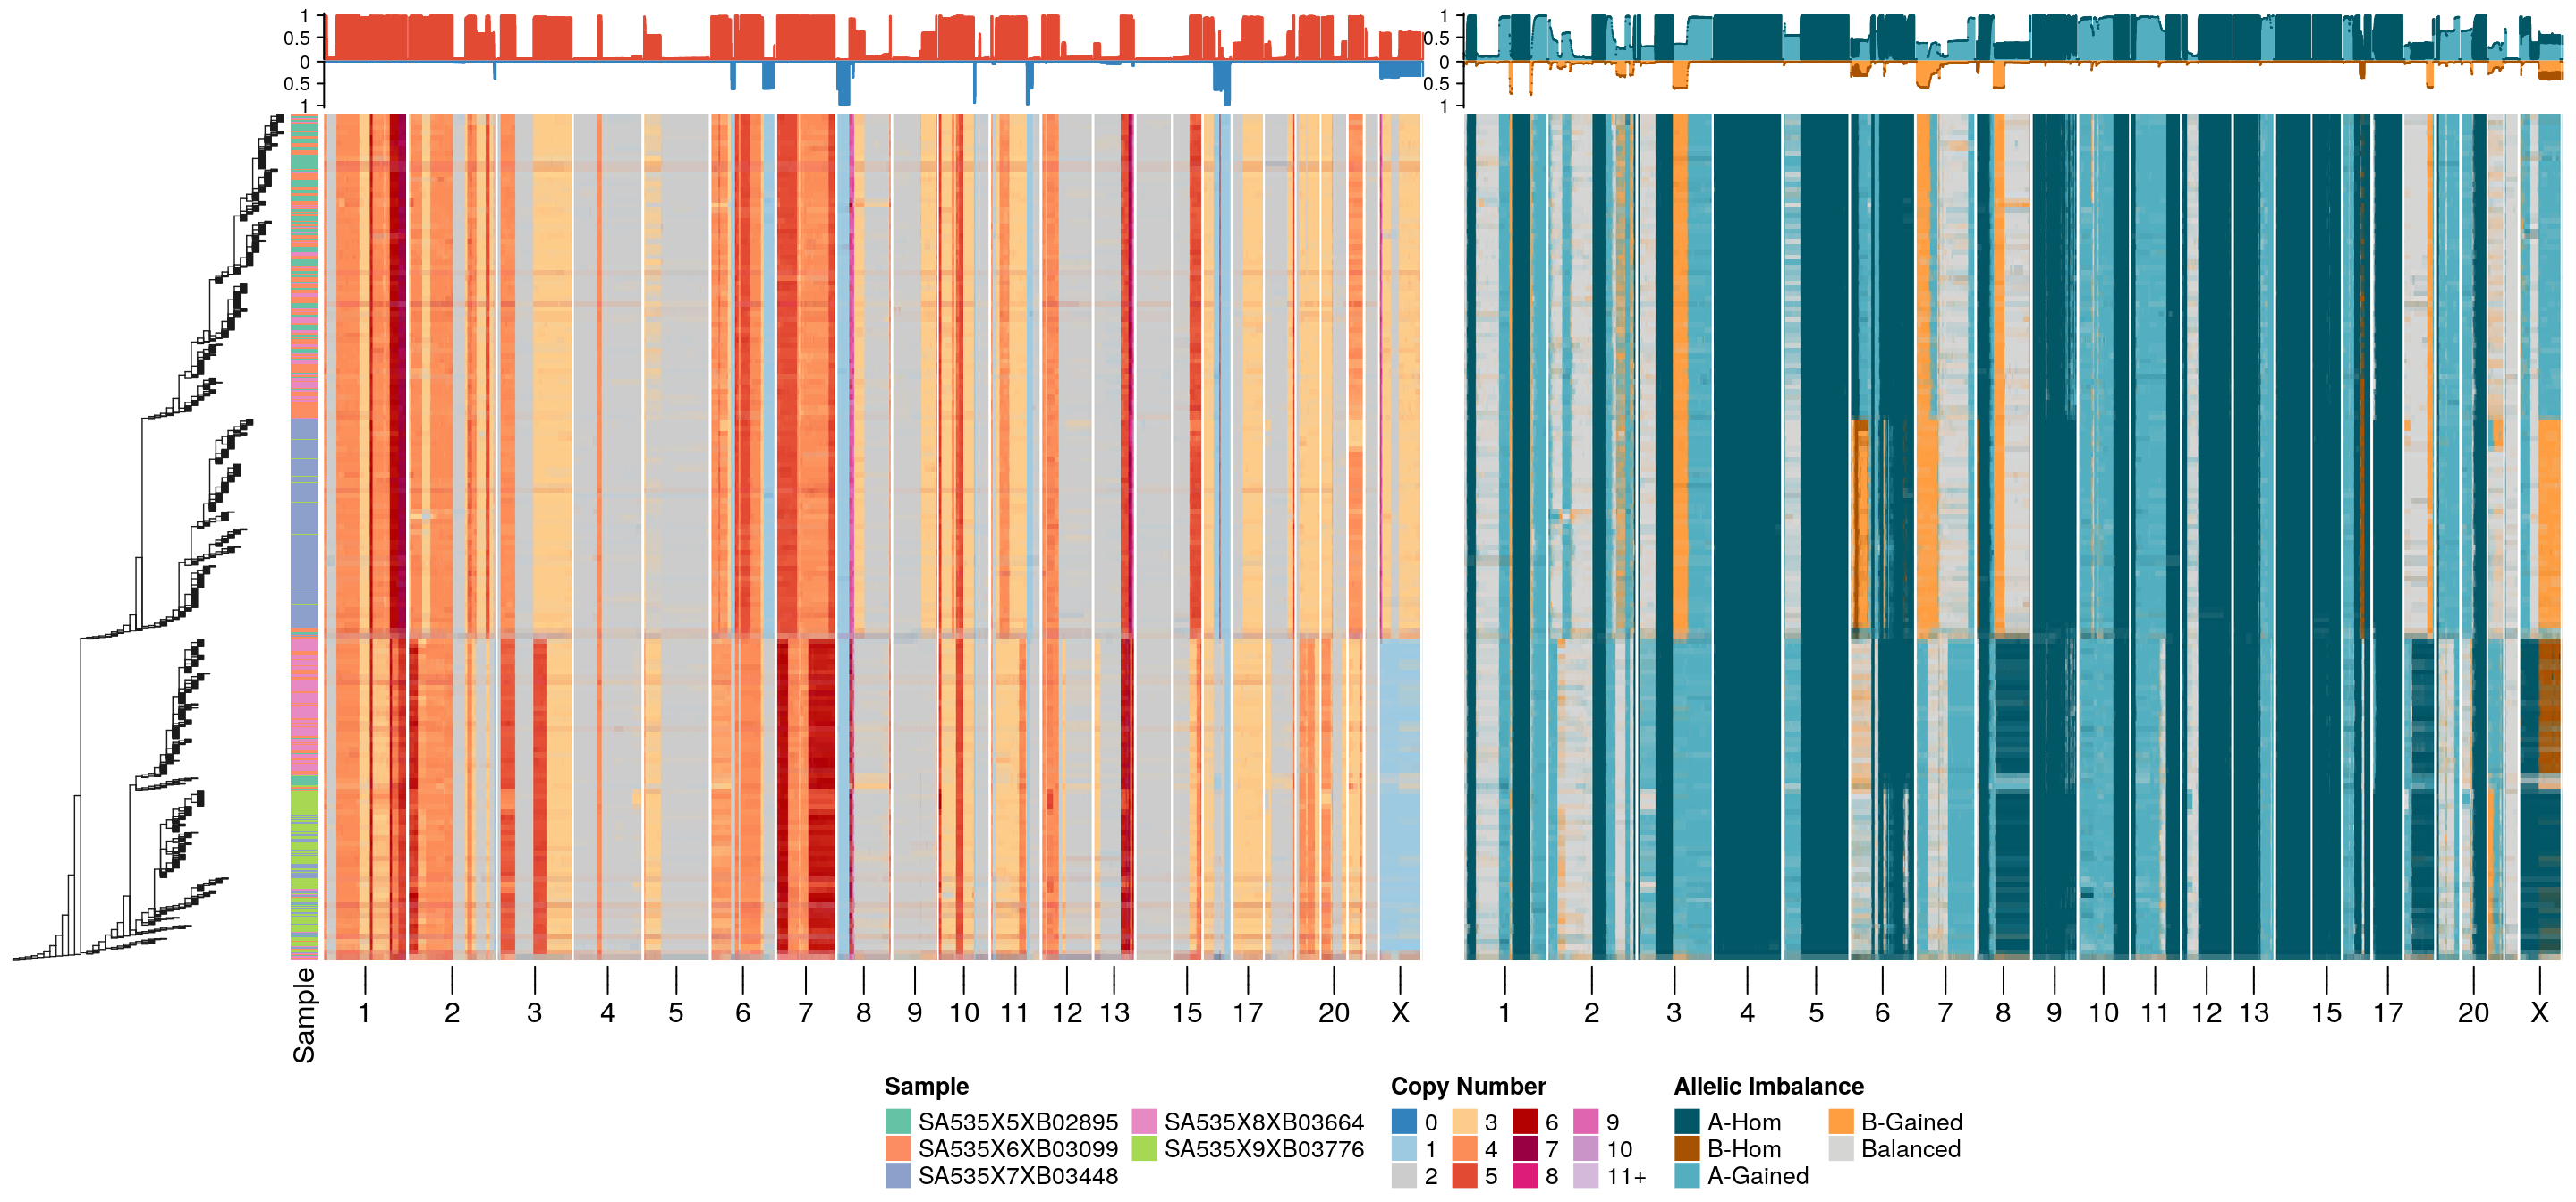 1
0.5
0
0.5
1
1
0.5
0
0.5
1
Sample
1 2 3 4 5 6 7 8 9 10 11 12 13 15 17 20 X
1 2 3 4 5 6 7 8 9 10 11 12 13 15 17 20 X
Sample
SA535X5XB02895
SA535X6XB03099
SA535X7XB03448
SA535X8XB03664
SA535X9XB03776
Copy Number
0 3 6 9
1 4 7 10
2 5 8 11+
Allelic Imbalance
A-Hom
B-Hom
A-Gained
B-Gained
Balanced